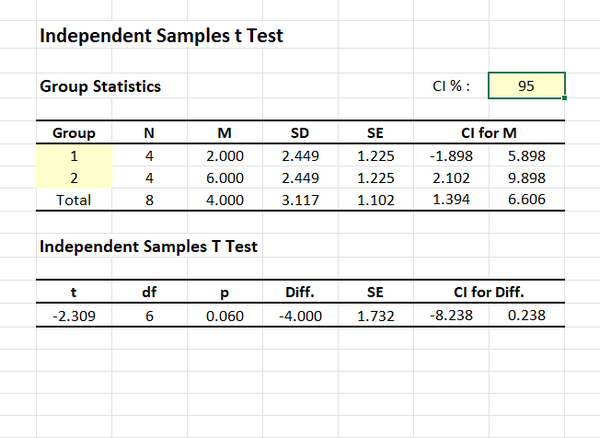 Independent Samples t Test
Group Statistics CI % : 95
Group N M SD SE CI for M
1 4 2.000 2.449 1.225 -1.898 5.898
2 4 6.000 2.449 1.225 2.102 9.898
Total 8 4.000 3.117 1.102 1.394 6.606
Independent Samples T Test
t df p Diff. SE CI for Diff.
-2.309 6 0.060 -4.000 1.732 -8.238 0.238